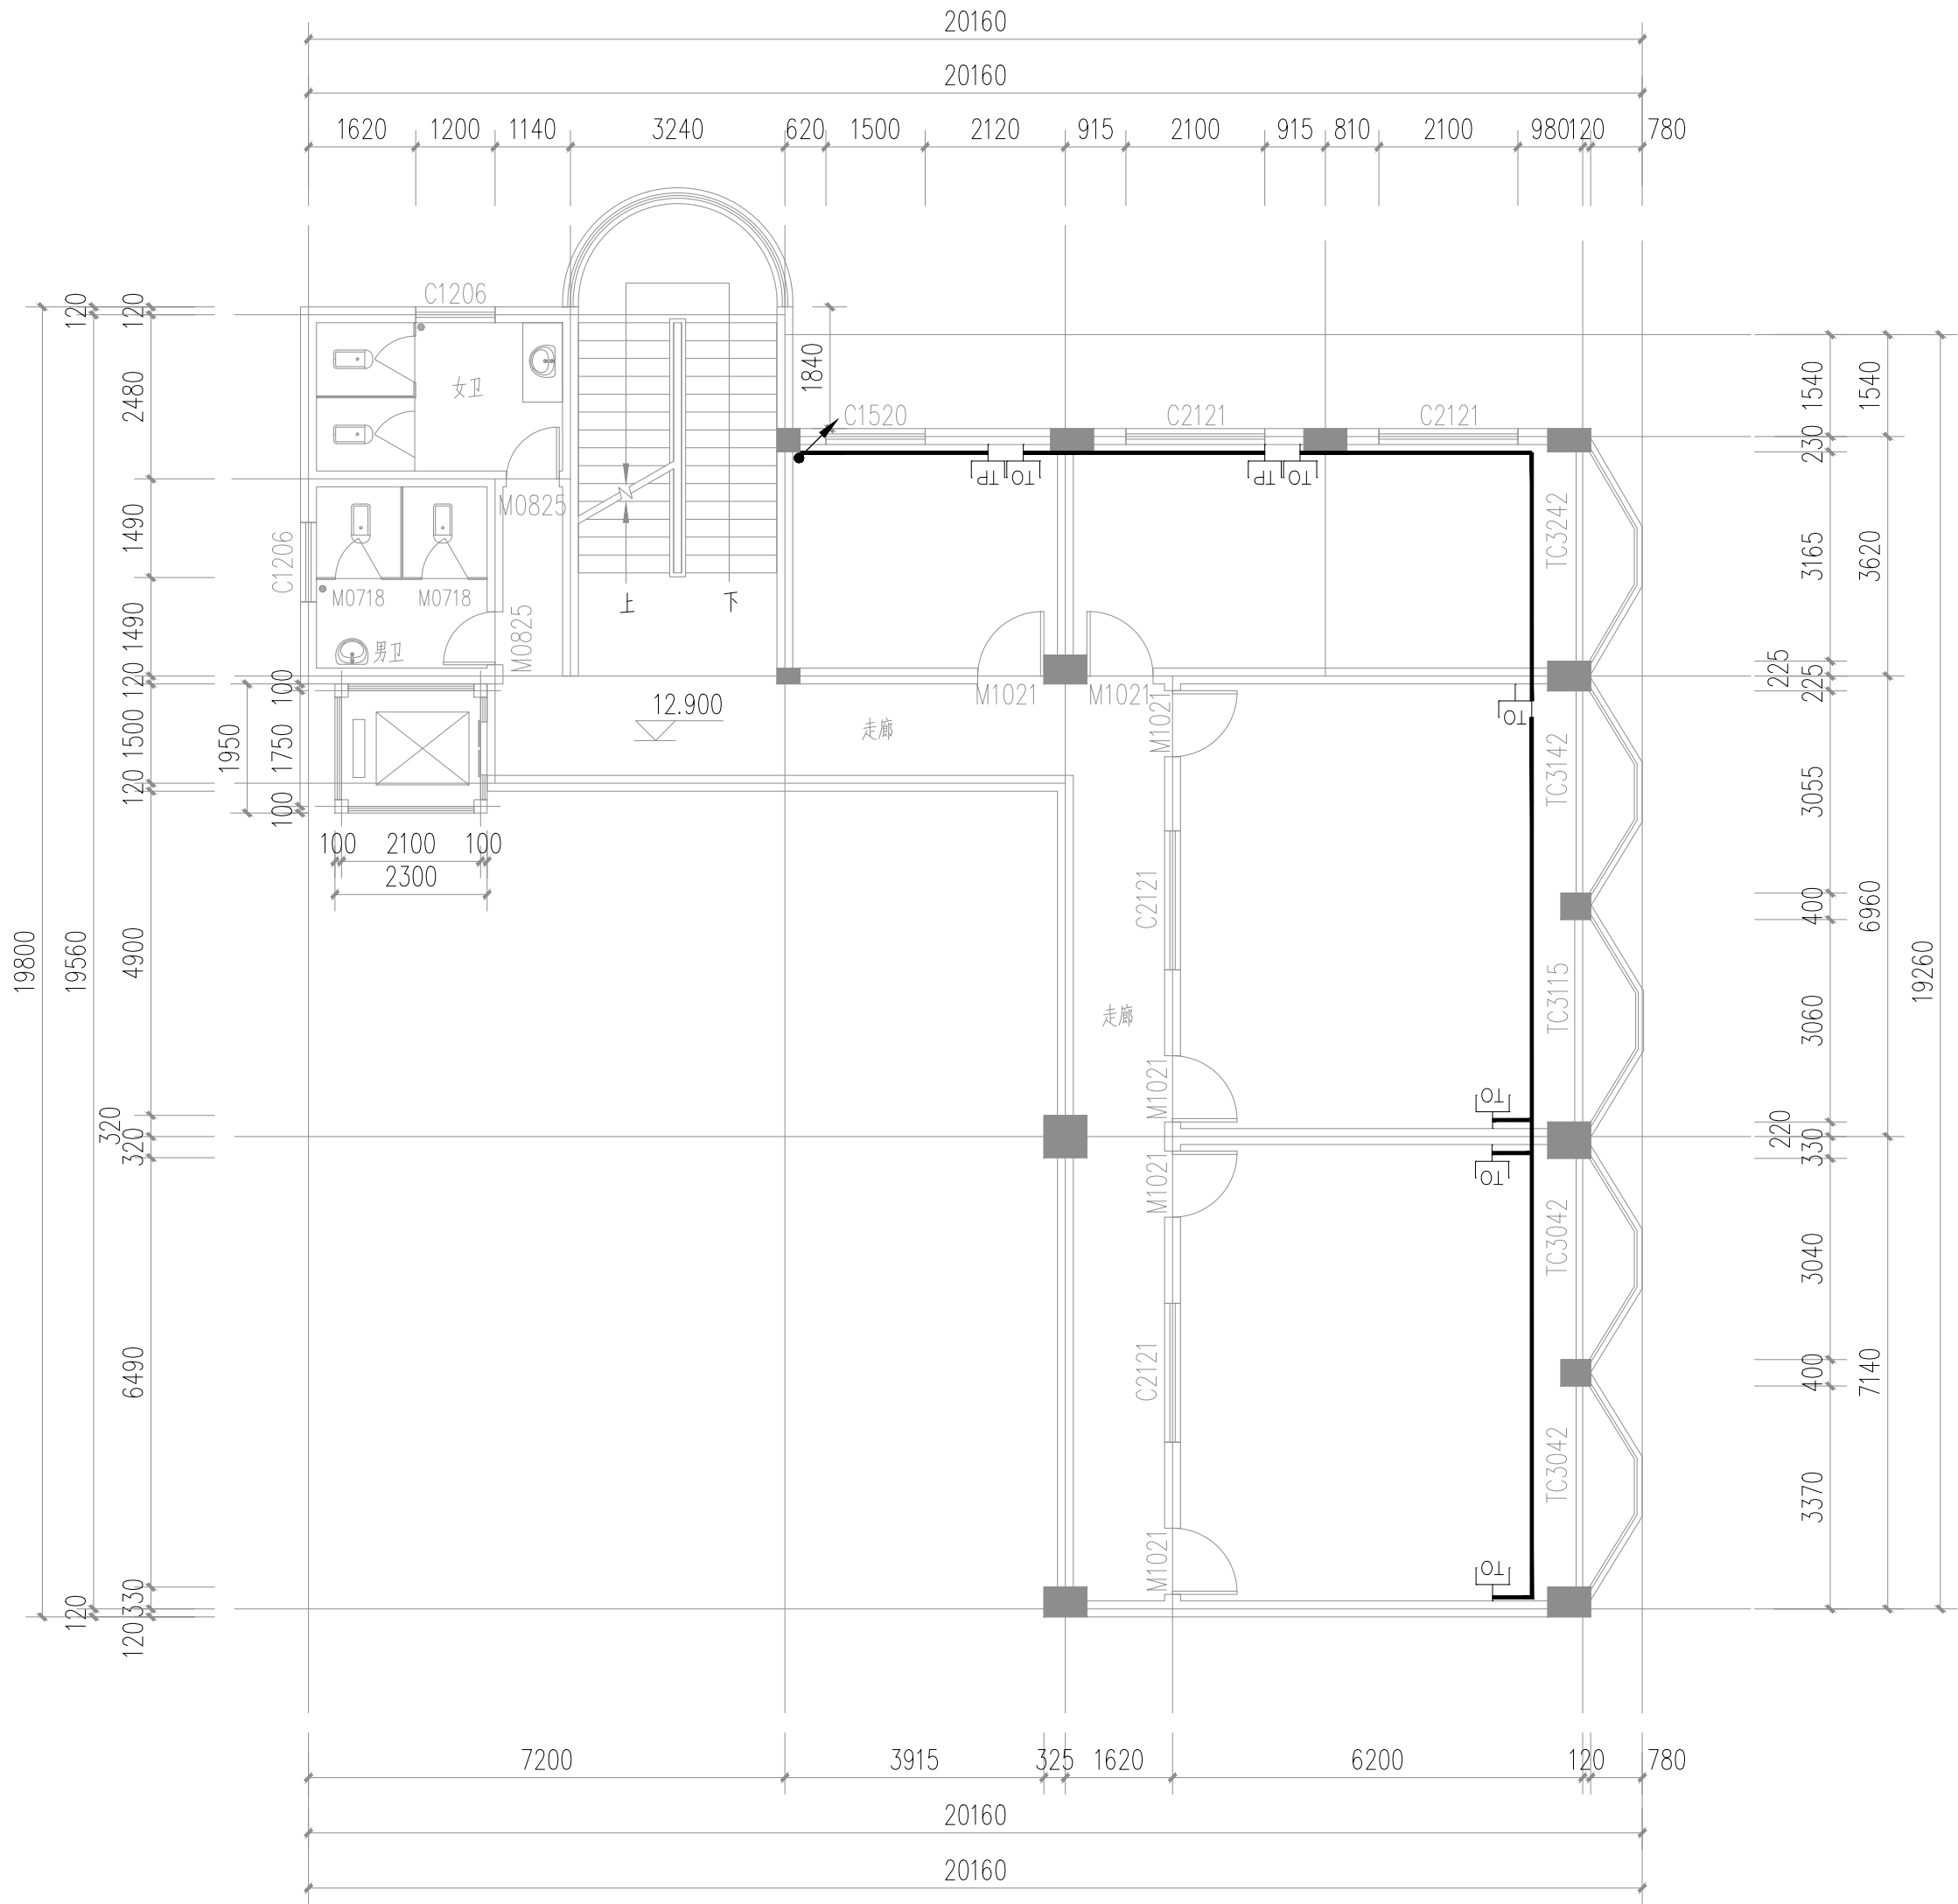 20160
20160
1620 1200 1140 3240 620 1500 2120 915 2100 915 810 2100 980 120 780
C1206
女卫
1840
C1520 C2121 C2121
TP TO TP TO
M0825
C1206
M0718 M0718
男卫
M0825
上 下
TC3242
M1021 M1021
M1021
12.900
走廊
TO
TC3142
100 2100 100
2300
1950
100
1750
100
C2121
走廊
TC3115
M1021
TO
TO
M1021
TC3042
C2121
TC3042
M1021
TO
19800
120
19560
120
120
2480
1490
1490
120
1500
120
4900
320
320
6490
330
120
1540
230
3165
225
225
3055
400
3060
220
330
3040
400
3370
1540
3620
6960
7140
19260
7200 3915 325 1620 6200 120 780
20160
20160